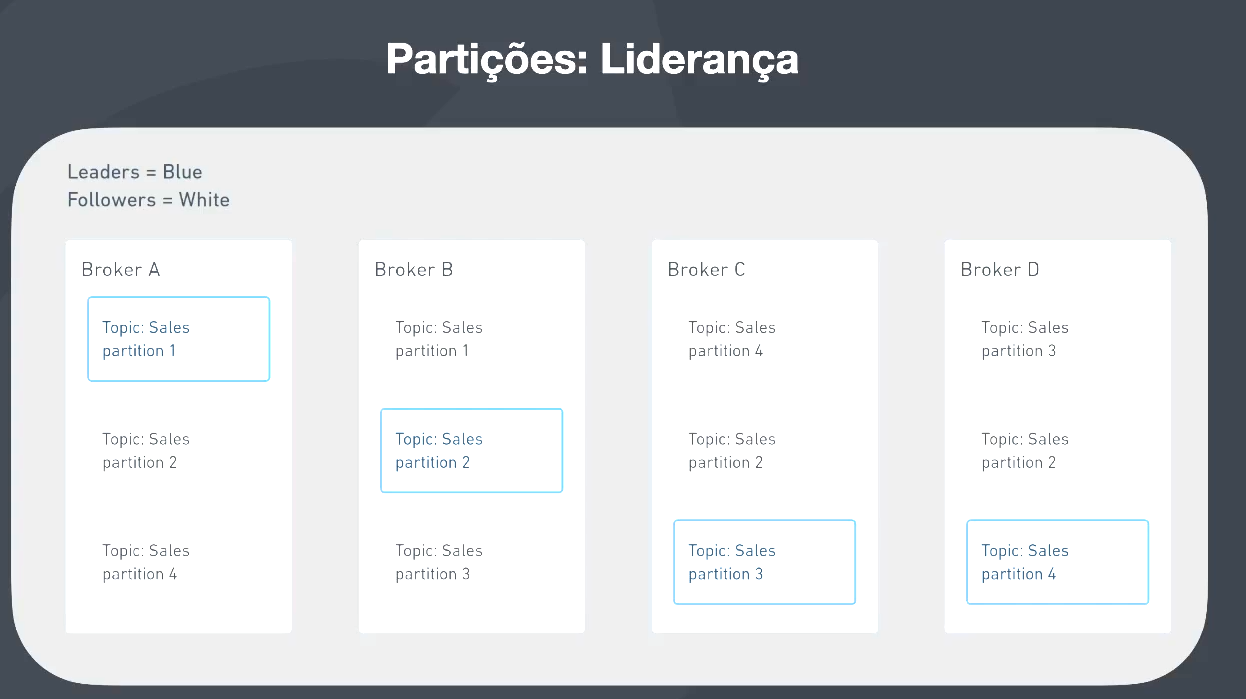 Partições: Liderança
Leaders = Blue
Followers = White
Broker A
Topic: Sales
partition 1
Topic: Sales
partition 2
Topic: Sales
partition 4
Broker B
Topic: Sales
partition 1
Topic: Sales
partition 2
Topic: Sales
partition 3
Broker C
Topic: Sales
partition 4
Topic: Sales
partition 2
Topic: Sales
partition 3
Broker D
Topic: Sales
partition 3
Topic: Sales
partition 2
Topic: Sales
partition 4